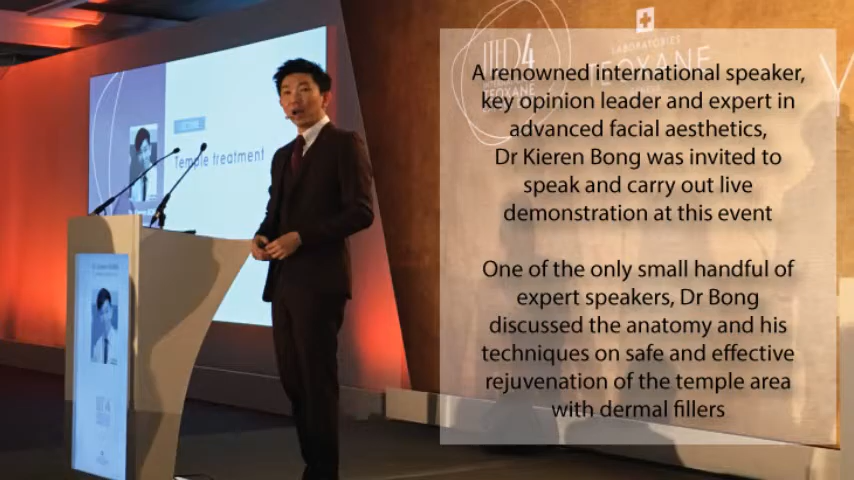 Temple treatment
LABORATORIES
TEOXANE
A renowned international speaker,
key opinion leader and expert in
advanced facial aesthetics,
Dr Kieren Bong was invited to
speak and carry out live
demonstration at this event
One of the only small handful of
expert speakers, Dr Bong
discussed the anatomy and his
techniques on safe and effective
rejuvenation of the temple area
with dermal fillers